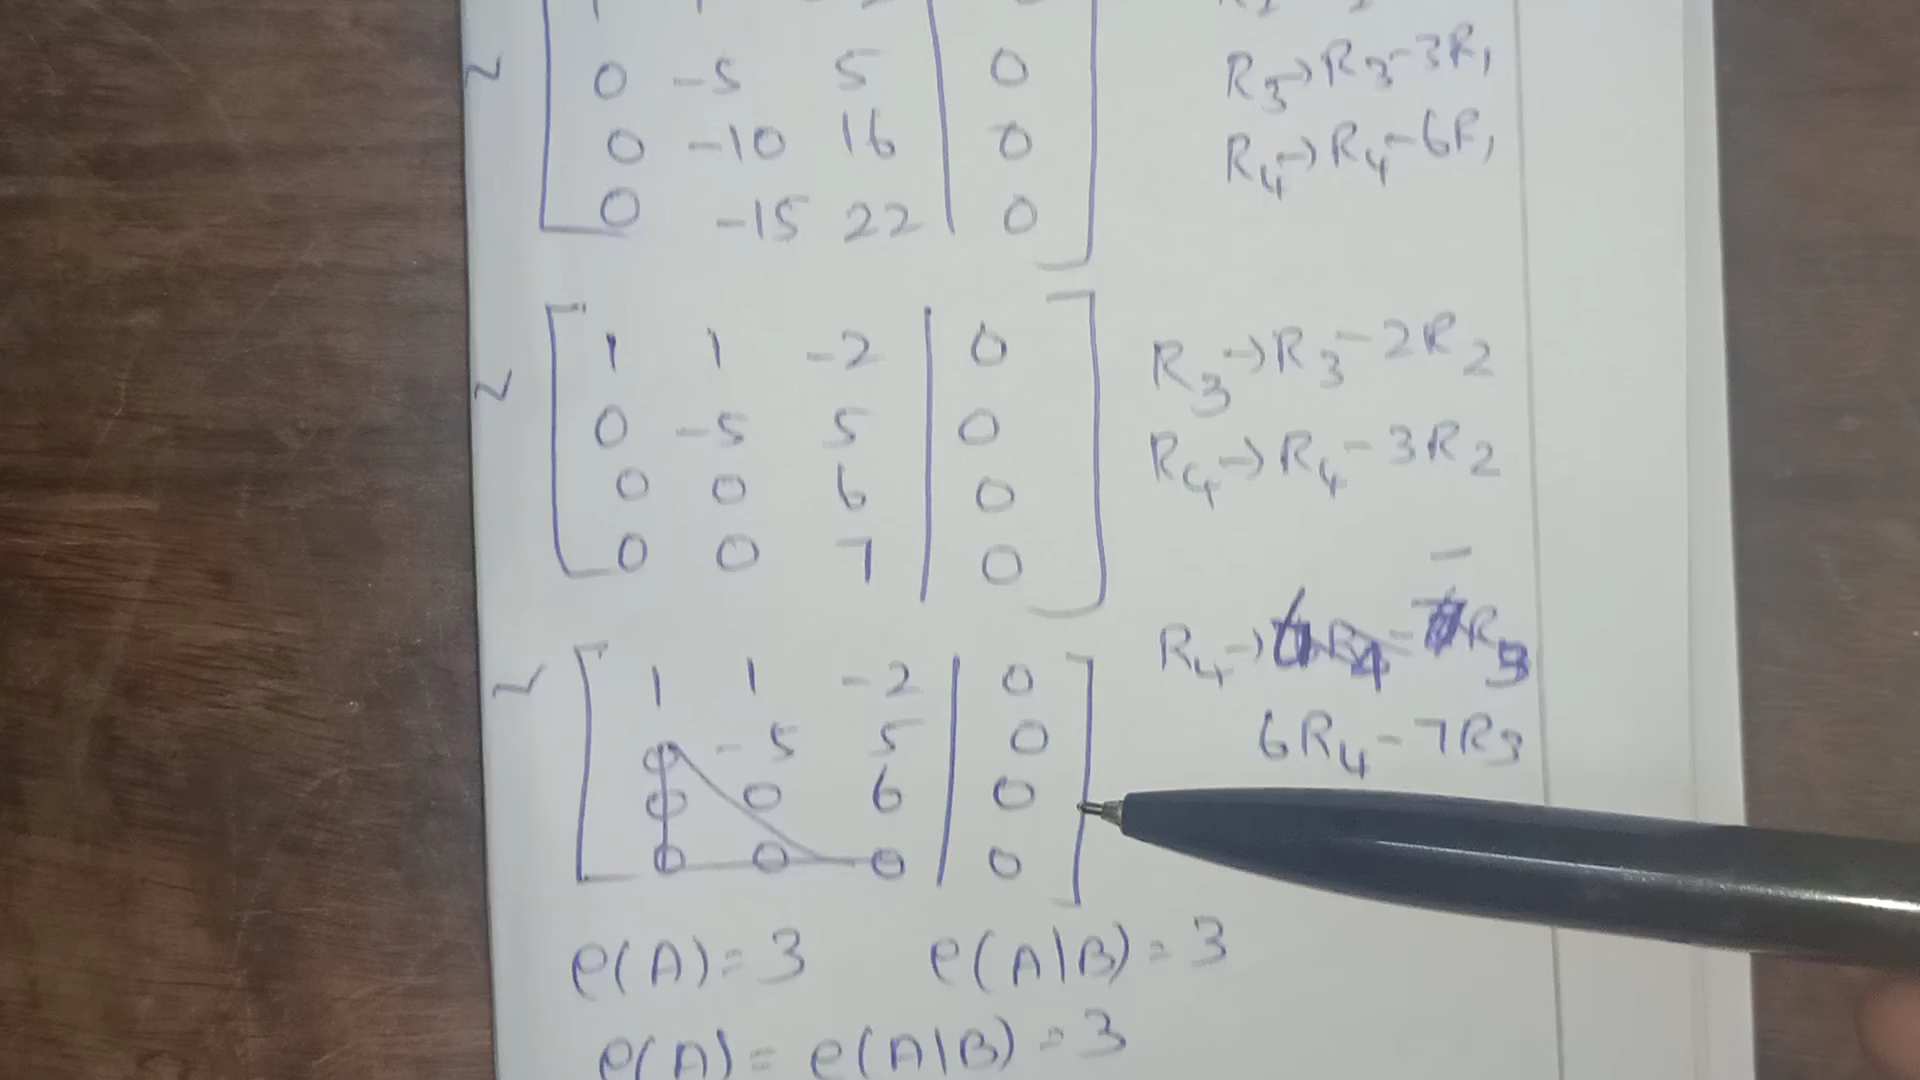 0 -5 5 | 0 R3→R3-3R1
0 -10 16 | 0 R4→R4-6R1
0 -15 22 | 0
~ 1 1 -2 | 0 R3→R3-2R2
0 -5 5 | 0 R4→R4-3R2
0 0 6 | 0
0 0 7 | 0
~ 1 1 -2 | 0 R4→
0 -5 5 | 0 6R4-7R3
0 0 6 | 0
0 0 0 | 0
ρ(A)=3 ρ(A|B)=3
ρ(A)=ρ(A|B)=3